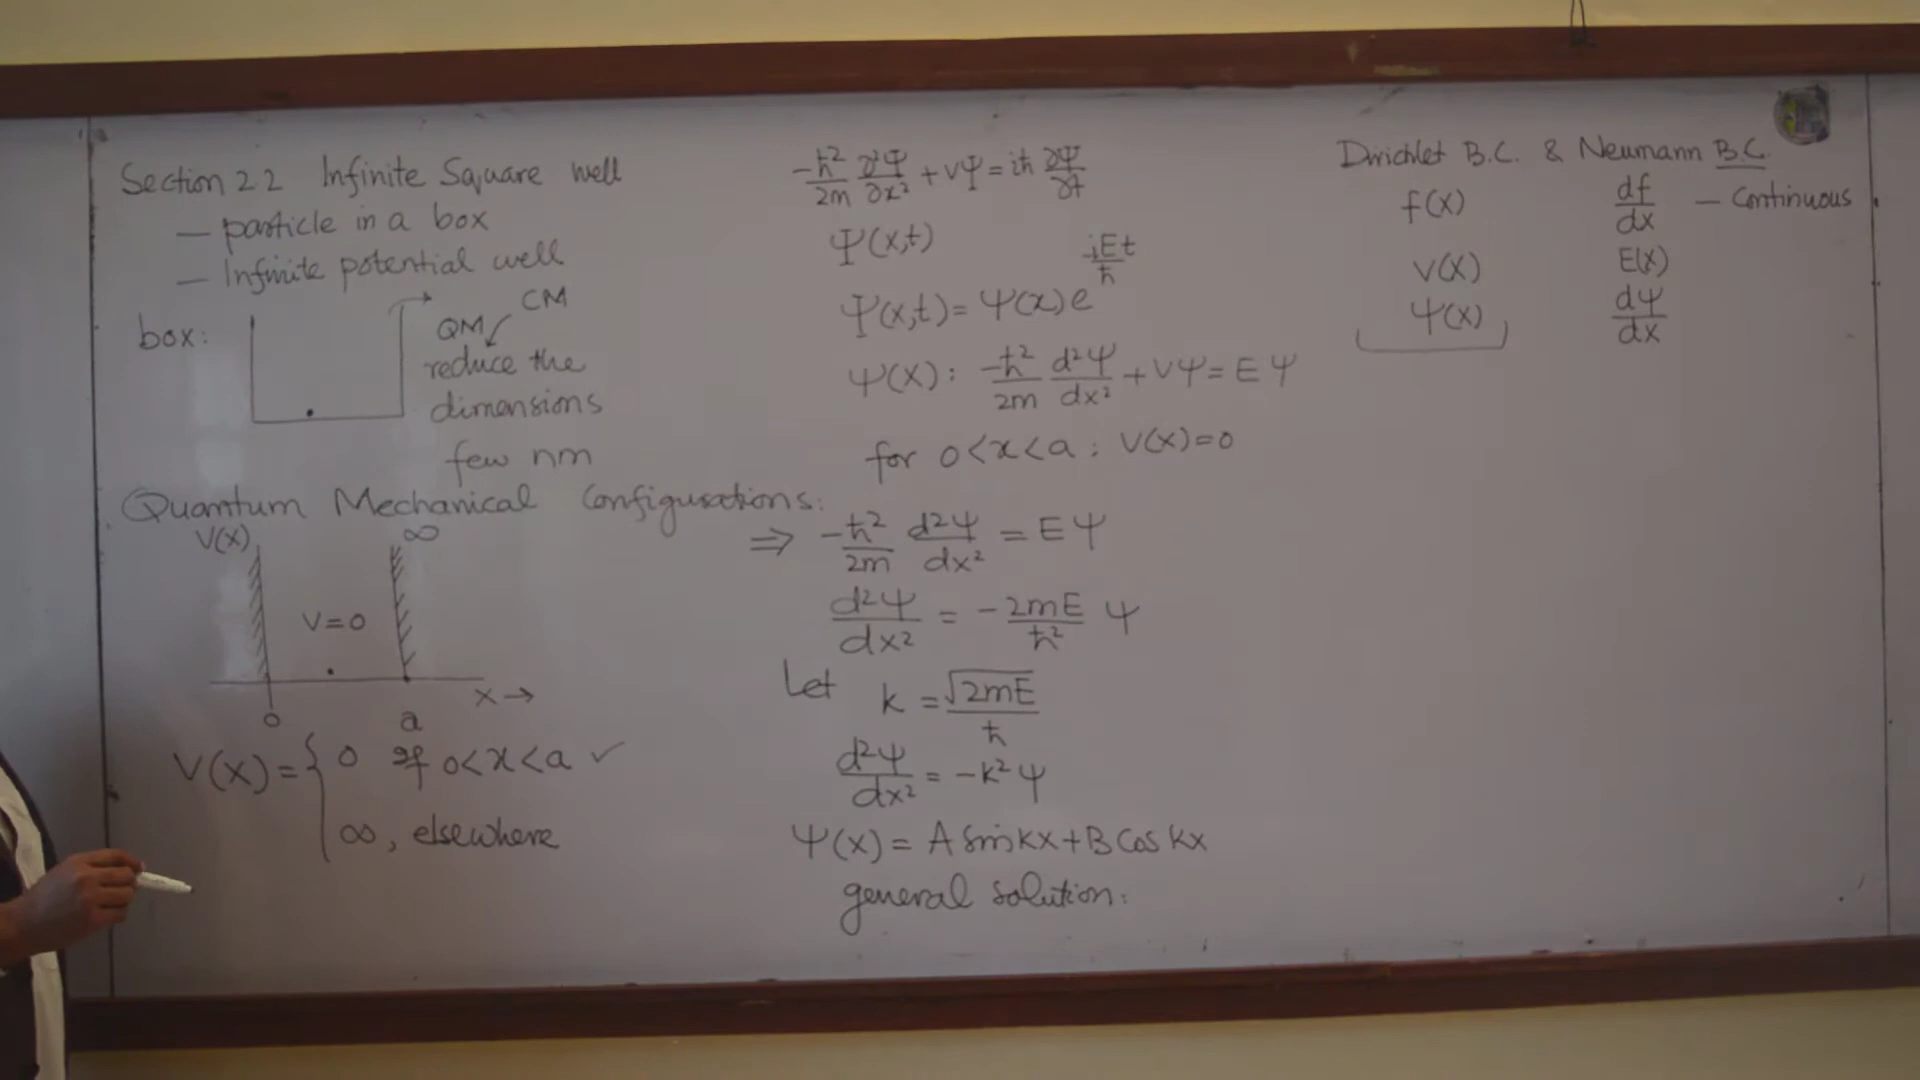 Section 2.2 Infinite Square well
— particle in a box
— Infinite potential well
box:
CM
QM
reduce the
dimensions
few nm
Quantum Mechanical Configurations:
V(x) ∞
V=0
x →
0 a
V(x) = { 0 if 0<x<a ✓
∞, elsewhere
-ħ²/2m ∂²Ψ/∂x² + VΨ = iħ ∂Ψ/∂t
Ψ(x,t)
Ψ(x,t) = ψ(x) e^(-iEt/ħ)
ψ(x): -ħ²/2m d²ψ/dx² + Vψ = Eψ
for 0<x<a: V(x)=0
⇒ -ħ²/2m d²ψ/dx² = Eψ
d²ψ/dx² = -2mE/ħ² ψ
Let k = √2mE/ħ
d²ψ/dx² = -k²ψ
ψ(x) = A sin kx + B cos kx
general solution:
Dirichlet B.C. & Neumann B.C.
f(x) df/dx — Continuous
V(x) E(x)
ψ(x) dψ/dx